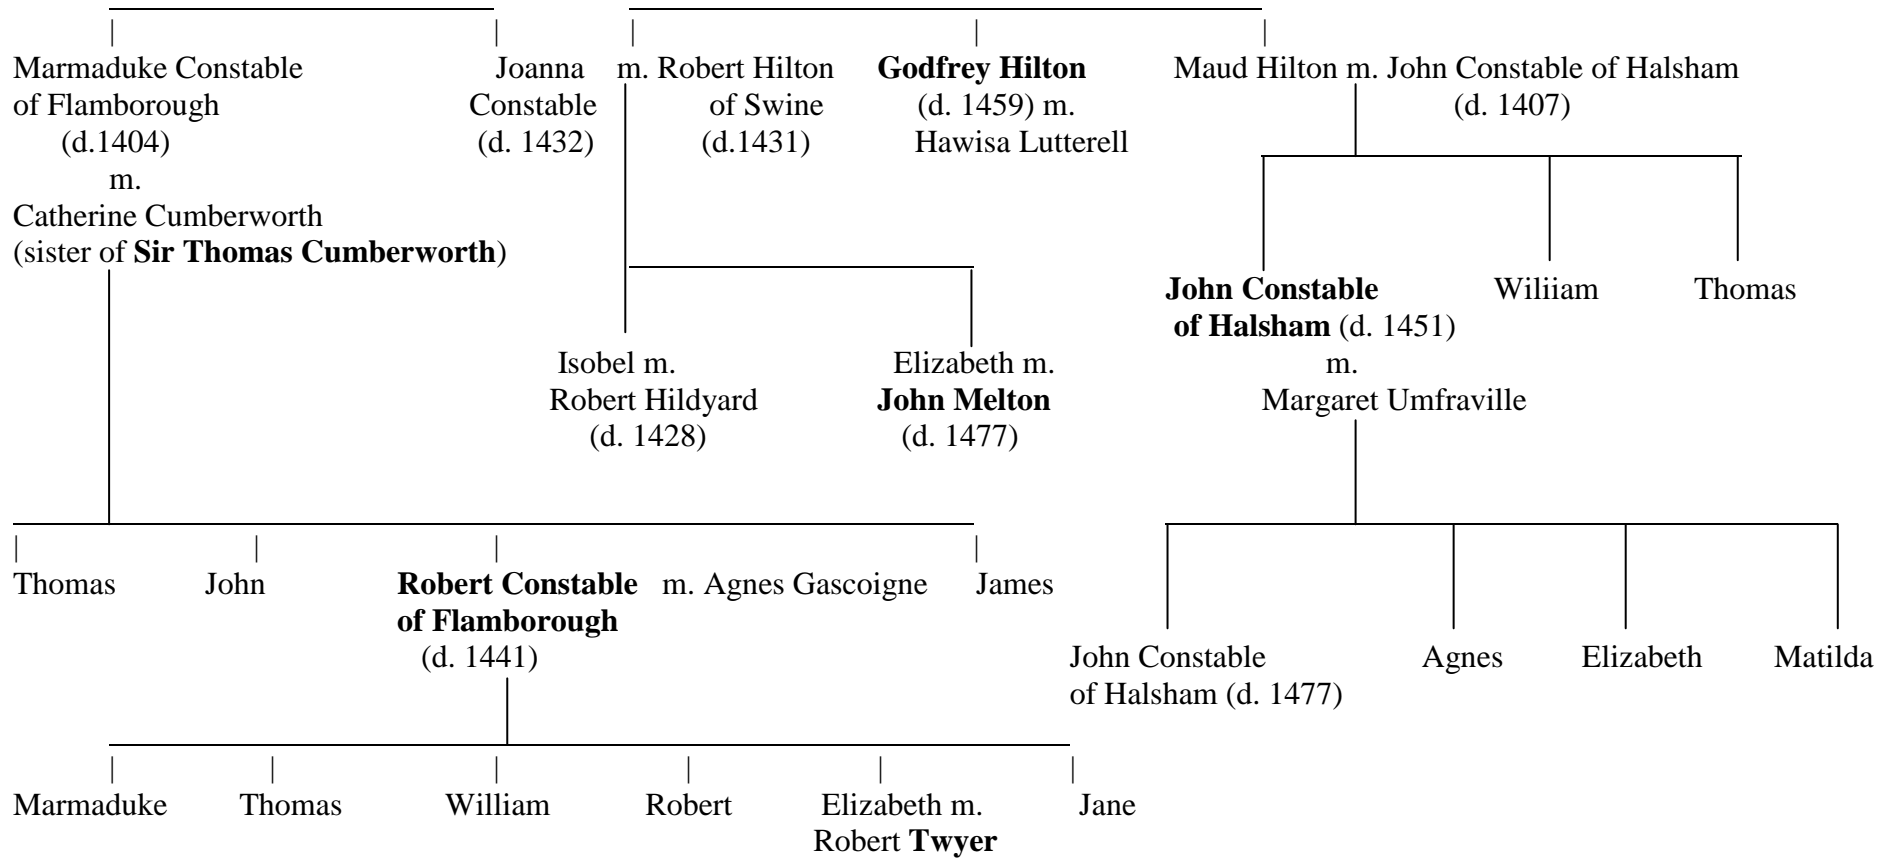 Marmaduke Constable Joanna m. Robert Hilton Godfrey Hilton Maud Hilton m. John Constable of Halsham
of Flamborough Constable of Swine (d. 1459) m. (d. 1407)
(d.1404) (d. 1432) (d.1431) Hawisa Lutterell
m.
Catherine Cumberworth
(sister of Sir Thomas Cumberworth)
John Constable Wiliiam Thomas
of Halsham (d. 1451)
Isobel m. Elizabeth m. m.
Robert Hildyard John Melton Margaret Umfraville
(d. 1428) (d. 1477)
Thomas John Robert Constable m. Agnes Gascoigne James
of Flamborough
(d. 1441) John Constable Agnes Elizabeth Matilda
of Halsham (d. 1477)
Marmaduke Thomas William Robert Elizabeth m. Jane
Robert Twyer